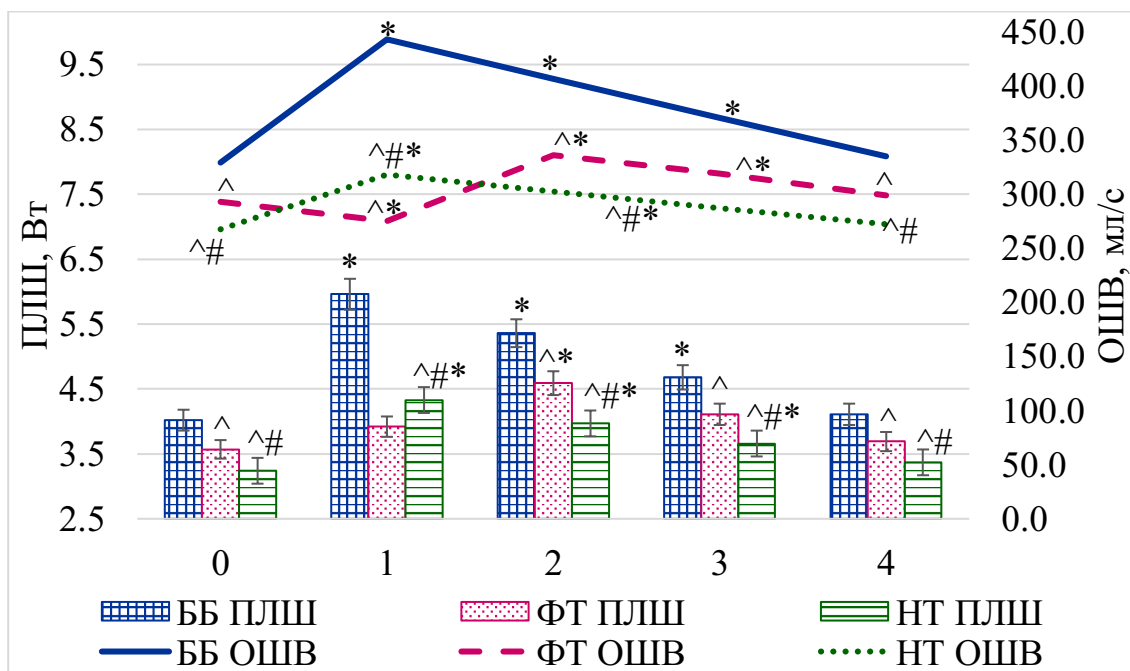 ПЛШ, Вт
9.5
8.5
7.5
6.5
5.5
4.5
3.5
2.5
ОШВ, мл/с
450.0
400.0
350.0
300.0
250.0
200.0
150.0
100.0
50.0
0.0
* * *
^ ^* ^* ^* ^
^# ^#* ^#* ^#
* * *
^ ^* ^ ^
^# ^#* ^#* ^#* ^#
0 1 2 3 4
ББ ПЛШ ФТ ПЛШ НТ ПЛШ
ББ ОШВ ФТ ОШВ НТ ОШВ